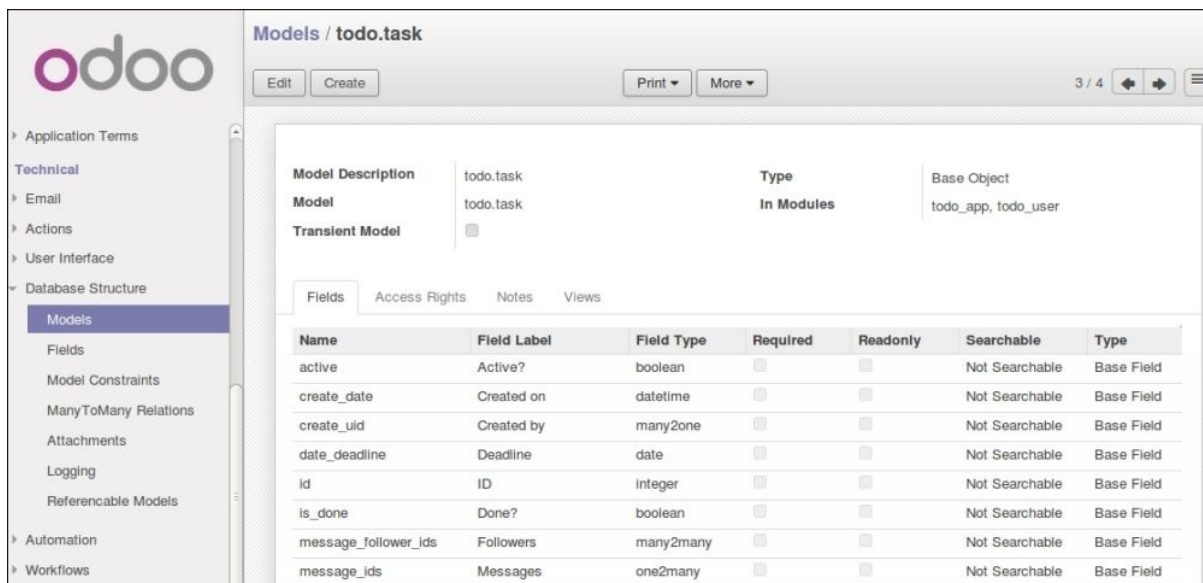 odoo
Models / todo.task
Edit Create Print More 3 / 4
Application Terms
Technical
Email
Actions
User Interface
Database Structure
Models
Fields
Model Constraints
ManyToMany Relations
Attachments
Logging
Referencable Models
Automation
Workflows
Model Description todo.task Type Base Object
Model todo.task In Modules todo_app, todo_user
Transient Model
Fields Access Rights Notes Views
Name Field Label Field Type Required Readonly Searchable Type
active Active? boolean Not Searchable Base Field
create_date Created on datetime Not Searchable Base Field
create_uid Created by many2one Not Searchable Base Field
date_deadline Deadline date Not Searchable Base Field
id ID integer Not Searchable Base Field
is_done Done? boolean Not Searchable Base Field
message_follower_ids Followers many2many Not Searchable Base Field
message_ids Messages one2many Not Searchable Base Field